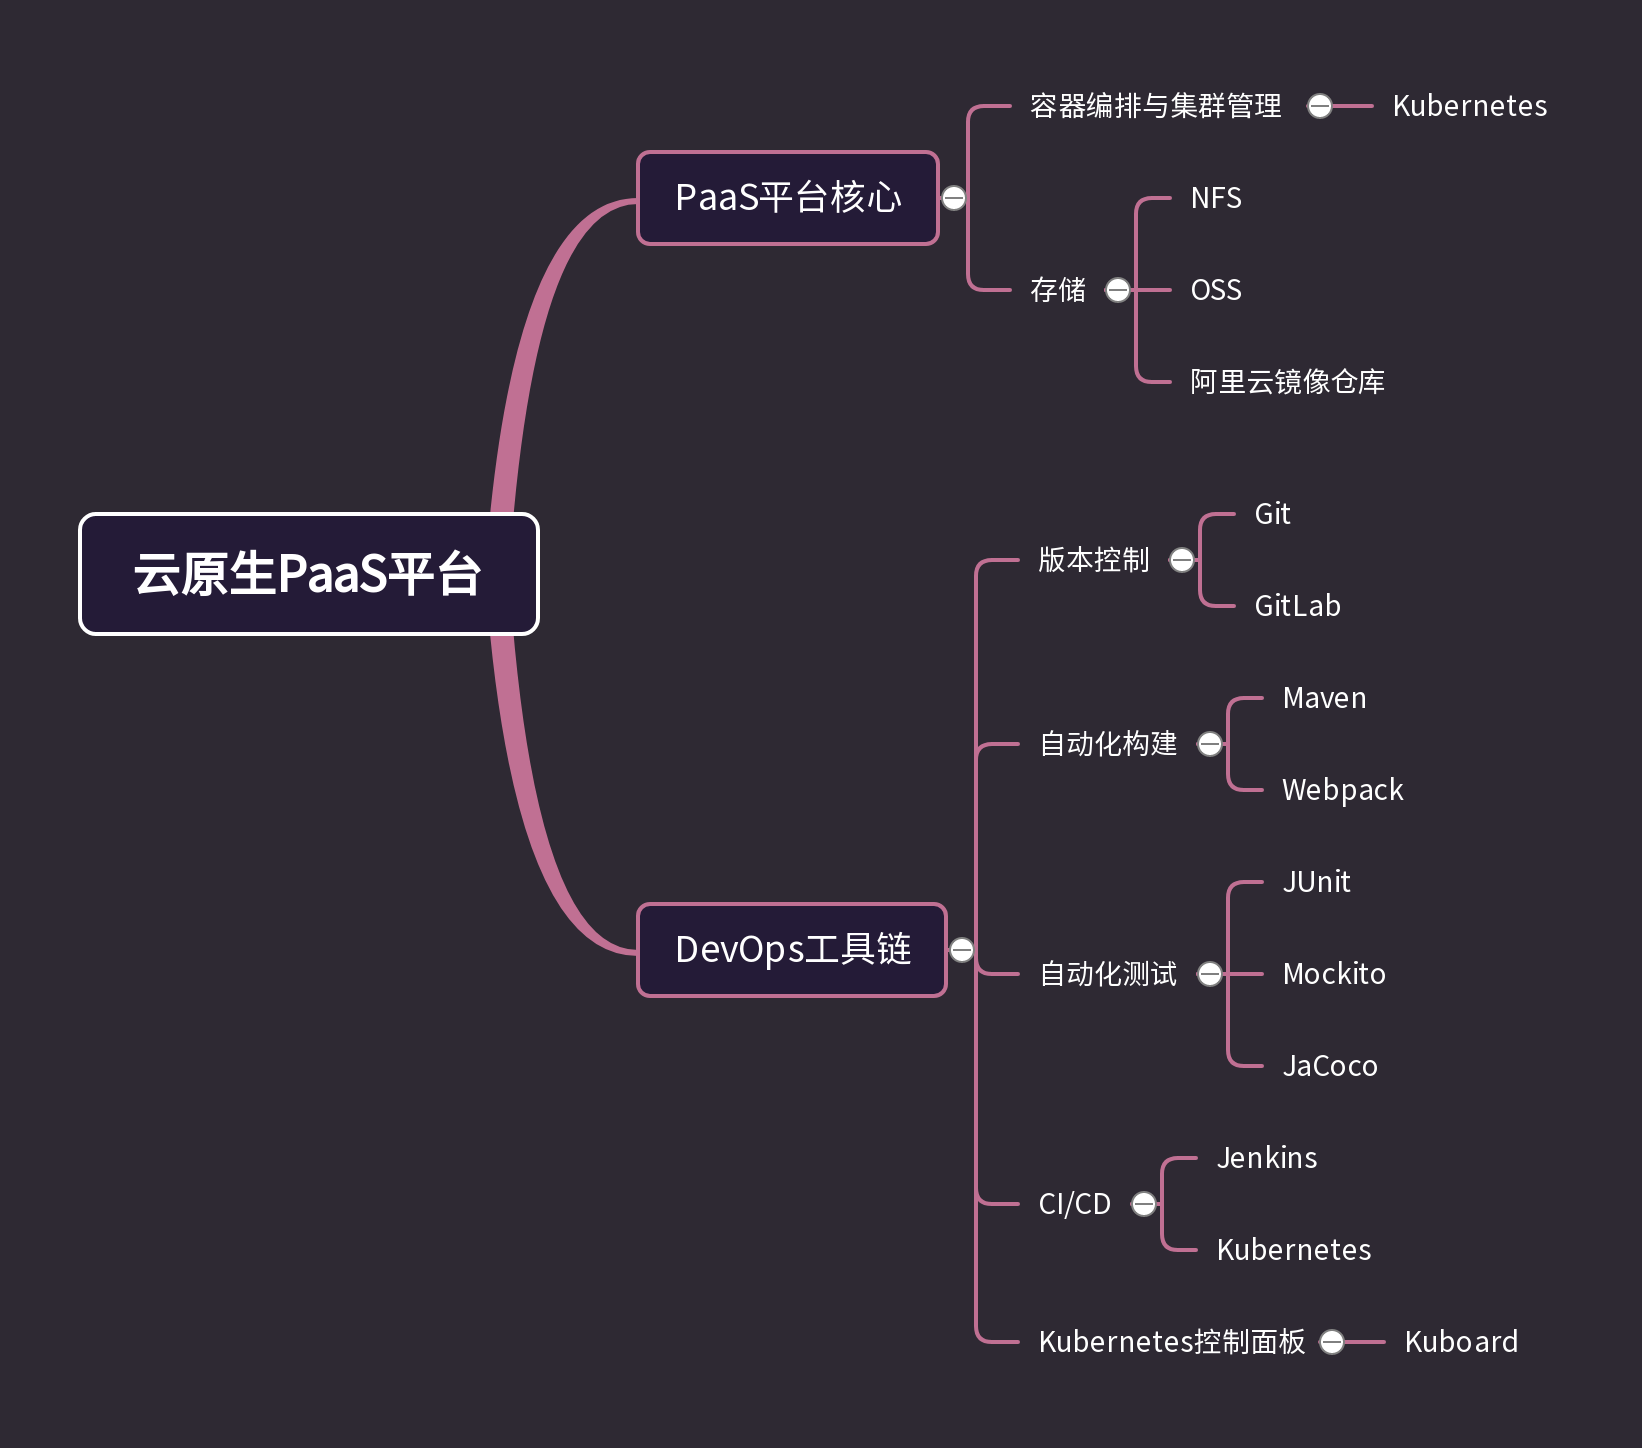 云原生PaaS平台
PaaS平台核心
容器编排与集群管理
Kubernetes
存储
NFS
OSS
阿里云镜像仓库
DevOps工具链
版本控制
Git
GitLab
自动化构建
Maven
Webpack
自动化测试
JUnit
Mockito
JaCoco
CI/CD
Jenkins
Kubernetes
Kubernetes控制面板
Kuboard